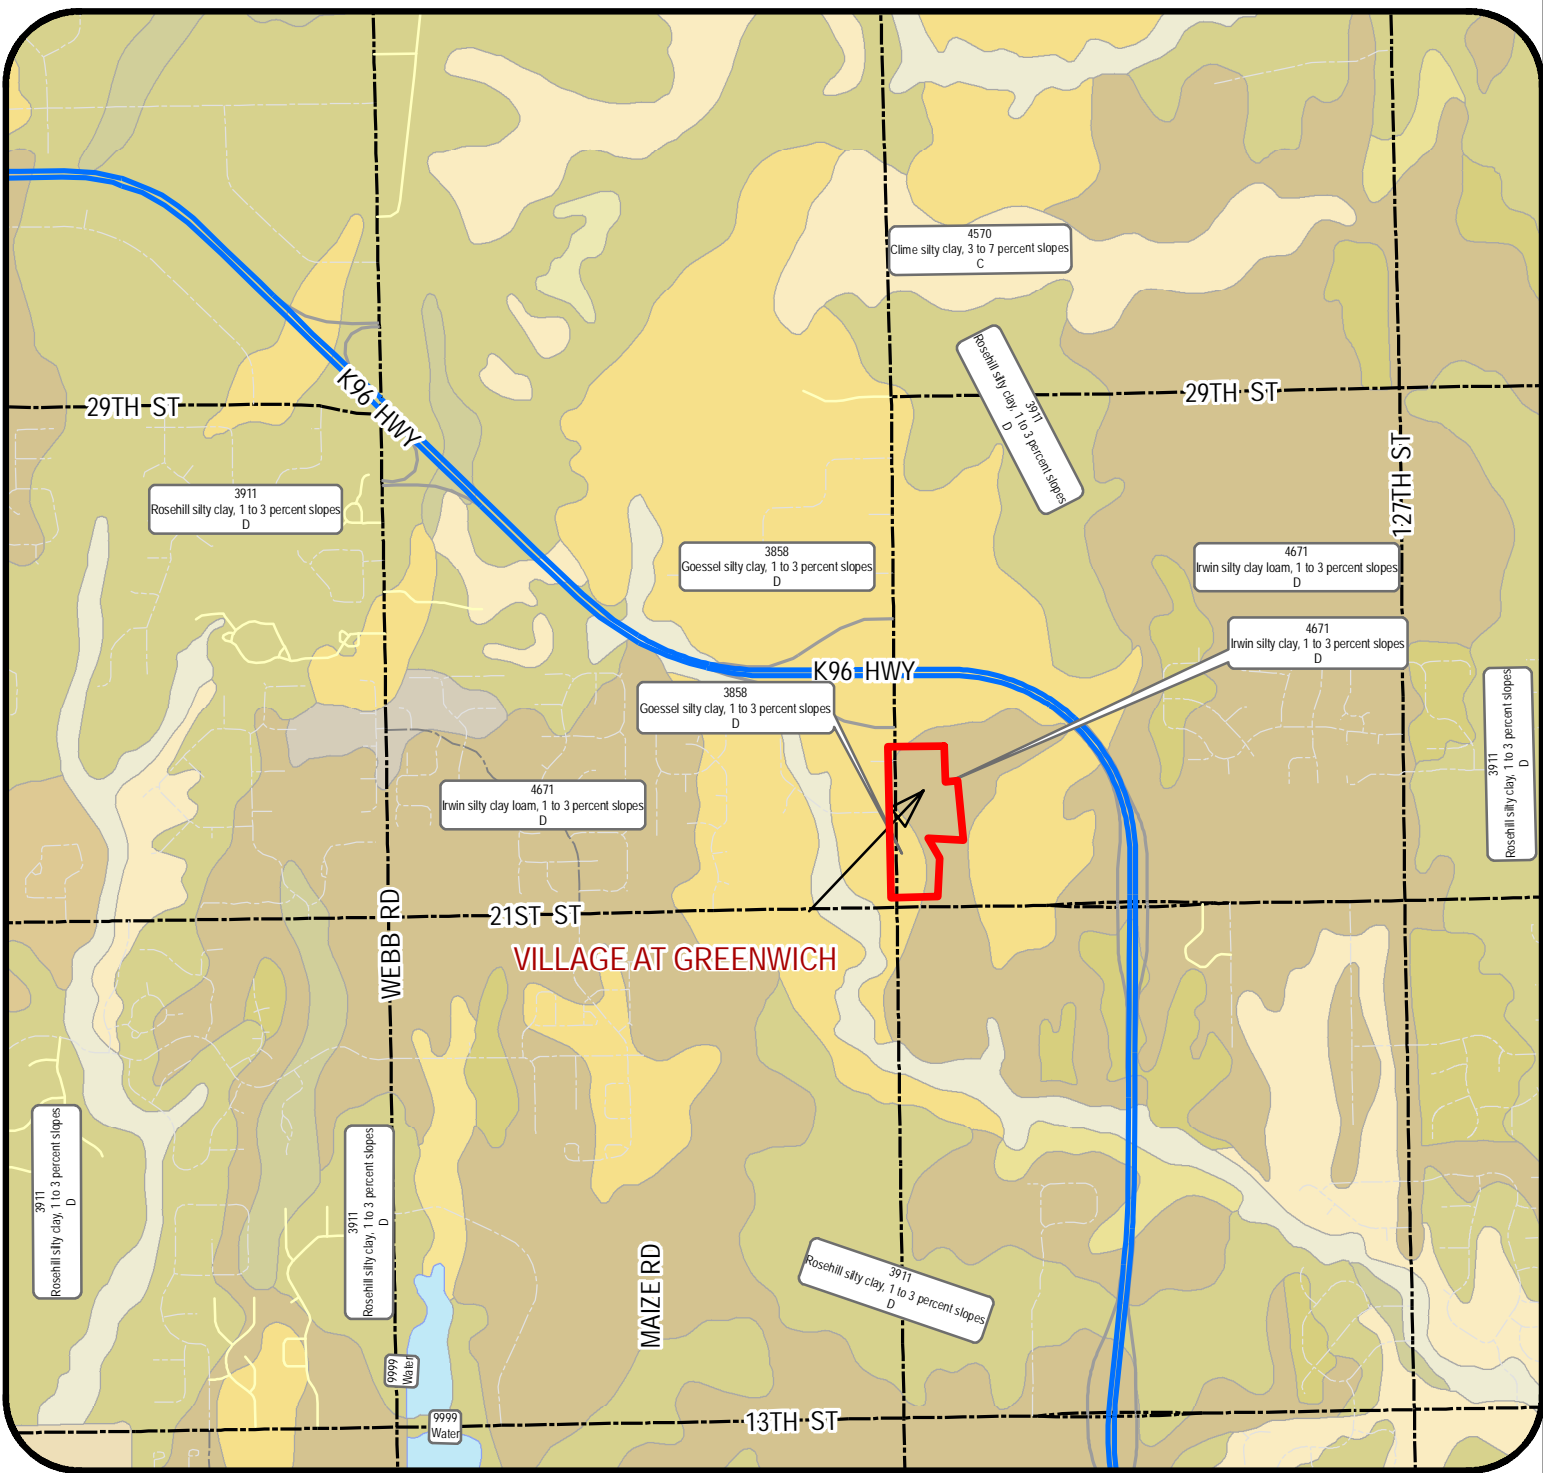 4570
Clime silty clay, 3 to 7 percent slopes
C
3911
Rosehill silty clay, 1 to 3 percent slopes
D
29TH ST
K96 HWY
29TH ST
127TH ST
3911
Rosehill silty clay, 1 to 3 percent slopes
D
3858
Goessel silty clay, 1 to 3 percent slopes
D
4671
Irwin silty clay loam, 1 to 3 percent slopes
D
4671
Irwin silty clay, 1 to 3 percent slopes
D
K96 HWY
3858
Goessel silty clay, 1 to 3 percent slopes
D
3911
Rosehill silty clay, 1 to 3 percent slopes
D
4671
Irwin silty clay loam, 1 to 3 percent slopes
D
WEBB RD
21ST ST
VILLAGE AT GREENWICH
3911
Rosehill silty clay, 1 to 3 percent slopes
D
3911
Rosehill silty clay, 1 to 3 percent slopes
D
MAIZE RD
3911
Rosehill silty clay, 1 to 3 percent slopes
D
9999
Water
9999
Water
13TH ST